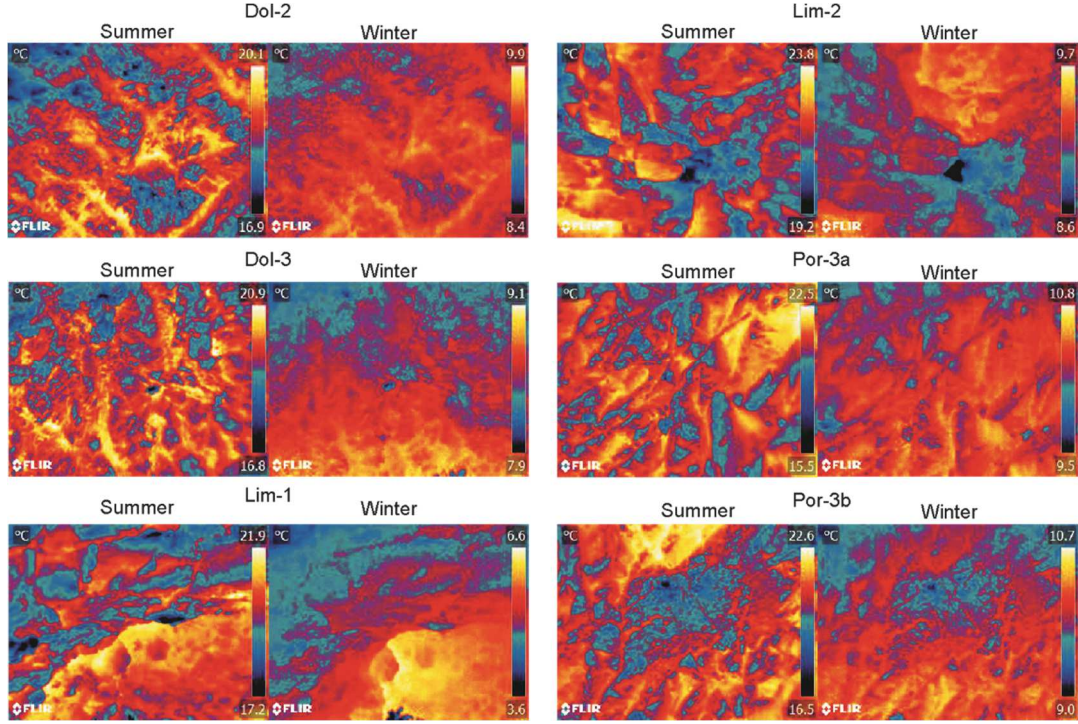 Dol-2
Summer
Winter
°C
20.1
16.9
FLIR
°C
9.9
8.4
FLIR
Lim-2
Summer
Winter
°C
23.8
19.2
FLIR
°C
9.7
8.6
FLIR
Dol-3
Summer
Winter
°C
20.9
16.8
FLIR
°C
9.1
7.9
FLIR
Por-3a
Summer
Winter
°C
22.5
15.5
FLIR
°C
10.8
9.5
FLIR
Lim-1
Summer
Winter
°C
21.9
17.2
FLIR
°C
6.6
3.6
FLIR
Por-3b
Summer
Winter
°C
22.6
16.5
FLIR
°C
10.7
9.0
FLIR